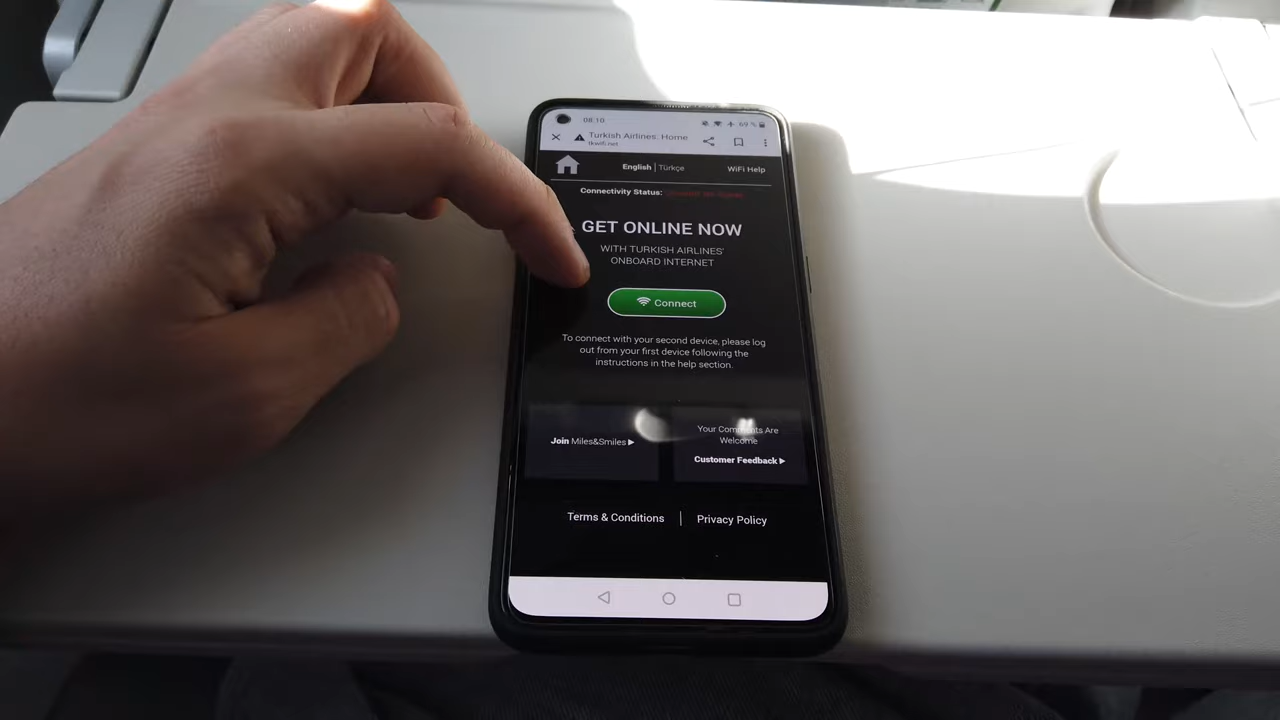 08:10
69 %
Turkish Airlines: Home
tkwifi.net
English | Türkçe
WiFi Help
Connectivity Status:
GET ONLINE NOW
WITH TURKISH AIRLINES'
ONBOARD INTERNET
Connect
To connect with your second device, please log
out from your first device following the
instructions in the help section.
Join Miles&Smiles ▶
Your Comments Are
Welcome
Customer Feedback ▶
Terms & Conditions | Privacy Policy